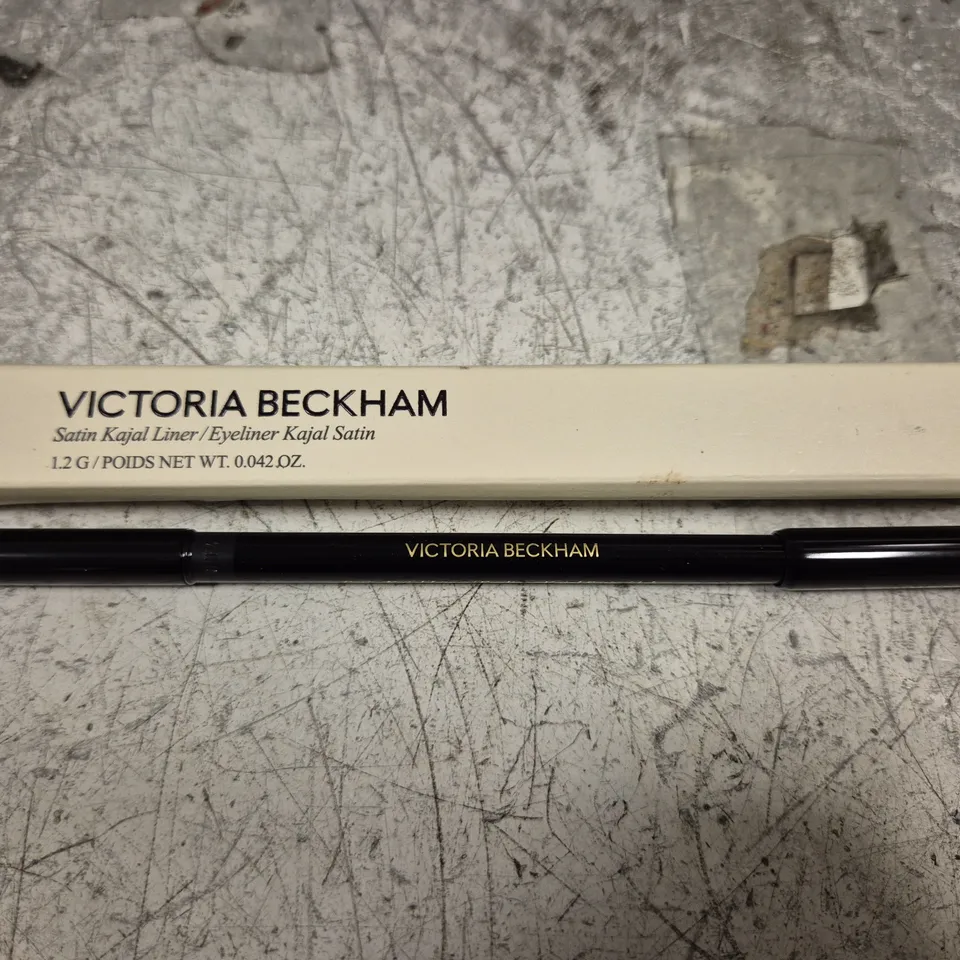 VICTORIA BECKHAM
Satin Kajal Liner/Eyeliner Kajal Satin
1.2 G / POIDS NET WT. 0.042 OZ.
VICTORIA BECKHAM